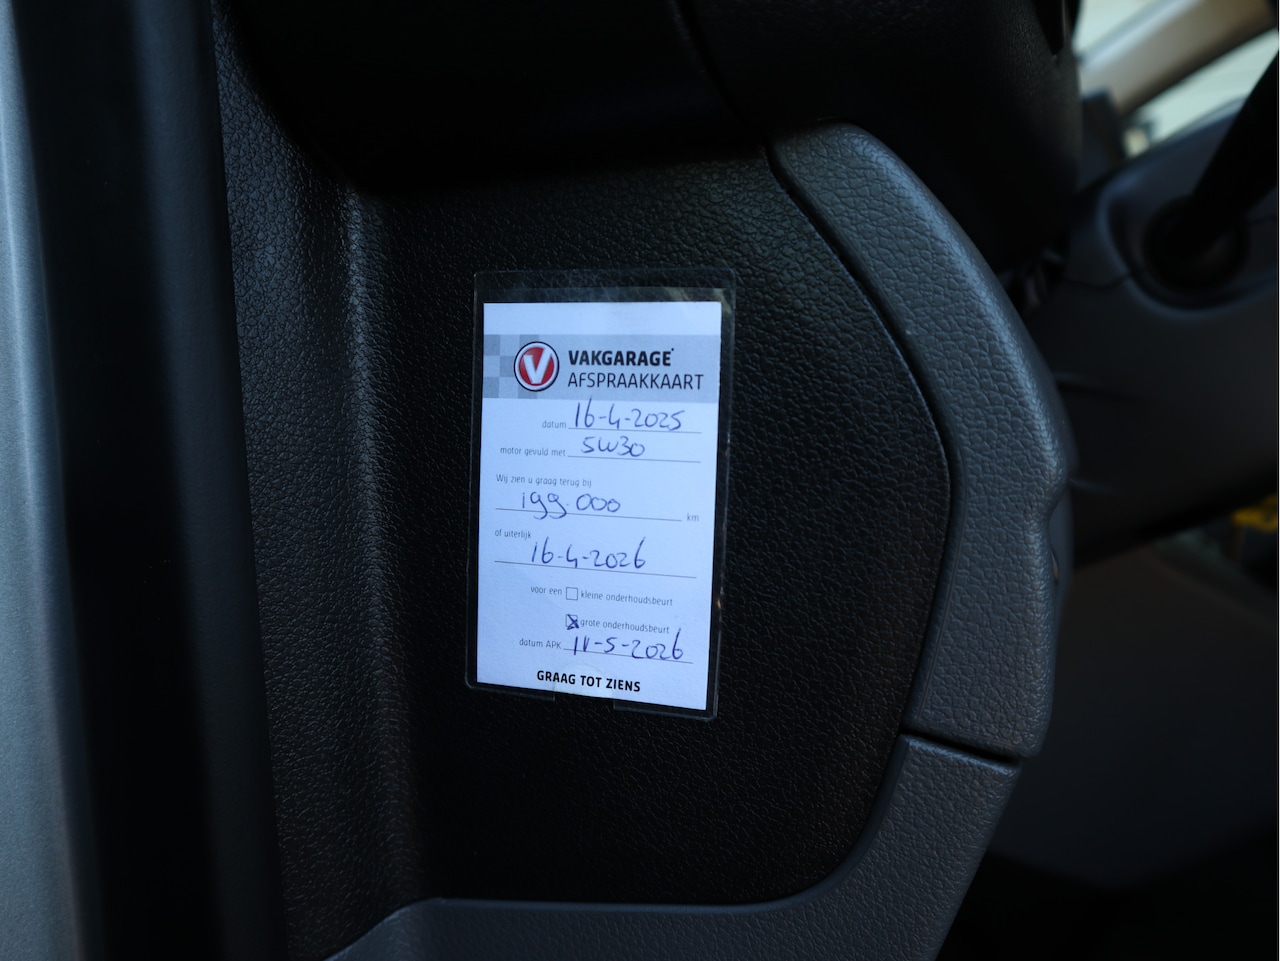 V VAKGARAGE
AFSPRAAKKAART
datum 16-4-2025
motor gevuld met 5W30
Wij zien u graag terug bij
199.000 km
of uiterlijk
16-4-2026
voor een kleine onderhoudsbeurt
grote onderhoudsbeurt
datum APK 11-5-2026
GRAAG TOT ZIENS